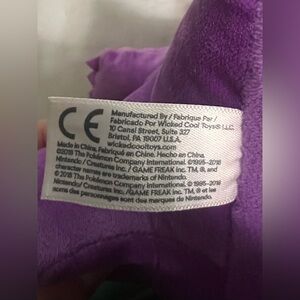 CE
Manufactured By / Fabrique Par /
Fabricado Por Wicked Cool Toys® L.L.C.
10 Canal Street, Suite 327
Bristol, PA 19007 U.S.A.
wickedcooltoys.com
Made in China. Fabriqué en Chine. Hecho en China.
©2018 The Pokémon Company International. ©1995-2018
Nintendo / Creatures Inc. / GAME FREAK inc. TM, ®, and
character names are trademarks of Nintendo.
©2018 The Pokémon Company International. ©1995-2018
Nintendo / Creatures Inc. / GAME FREAK inc. TM, ® et les
noms des personnages sont des marques de Nintendo.